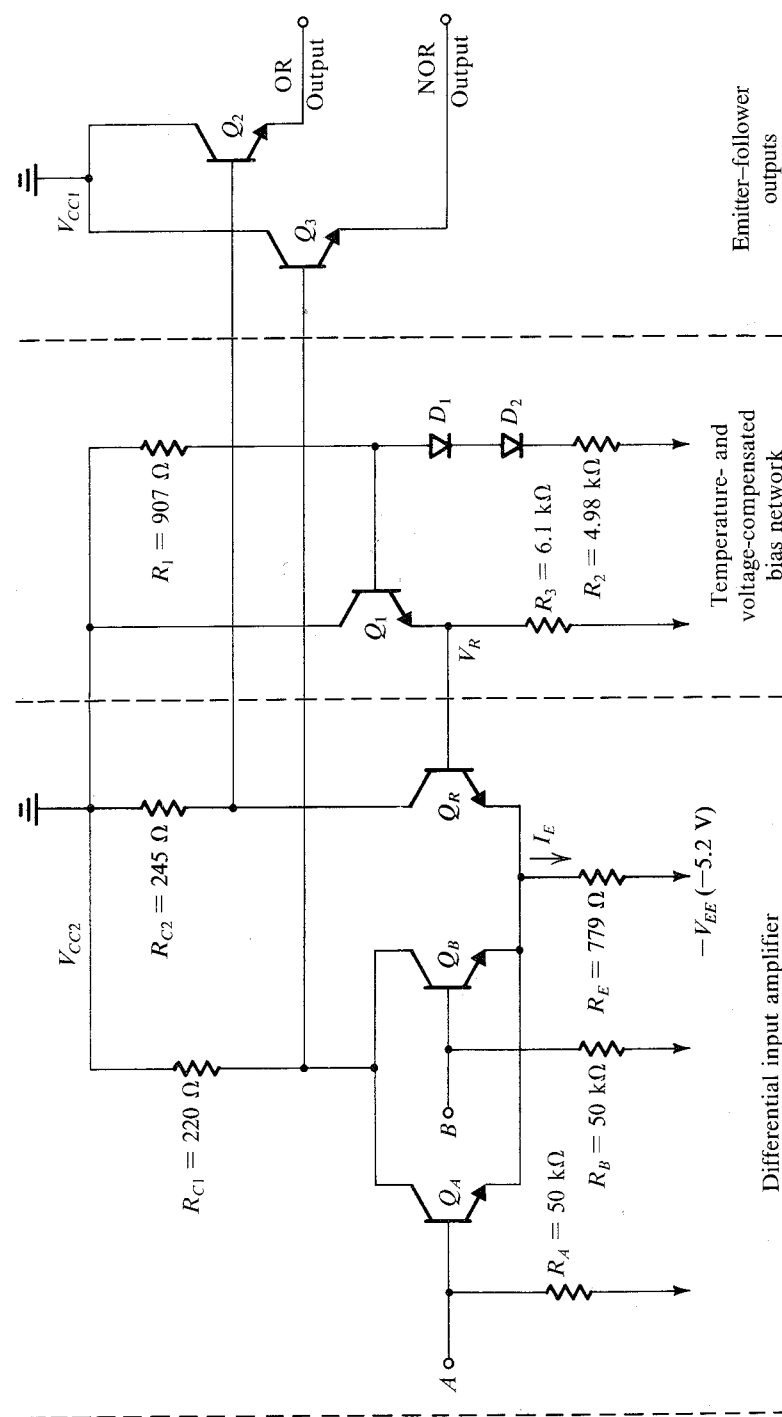 V_CC2
V_CC1
R_C1 = 220 Ω
R_C2 = 245 Ω
R_1 = 907 Ω
Q_2
Q_3
OR
Output
NOR
Output
A
Q_A
B
Q_B
Q_R
Q_1
V_R
D_1
D_2
I_E
R_A = 50 kΩ
R_B = 50 kΩ
R_E = 779 Ω
R_3 = 6.1 kΩ
R_2 = 4.98 kΩ
−V_EE (−5.2 V)
Differential input amplifier
Temperature- and
voltage-compensated
bias network
Emitter–follower
outputs